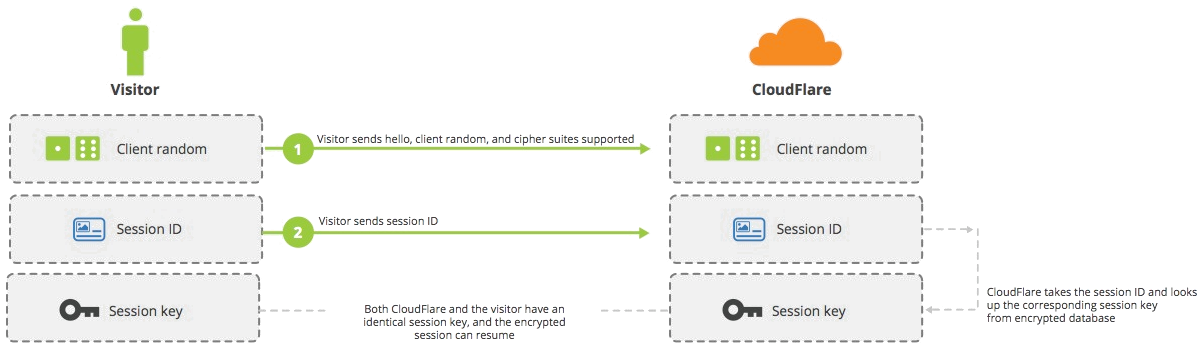 Visitor
CloudFlare
Client random
1
Visitor sends hello, client random, and cipher suites supported
Client random
Session ID
2
Visitor sends session ID
Session ID
Session key
Both CloudFlare and the visitor have an
identical session key, and the encrypted
session can resume
Session key
CloudFlare takes the session ID and looks
up the corresponding session key
from encrypted database